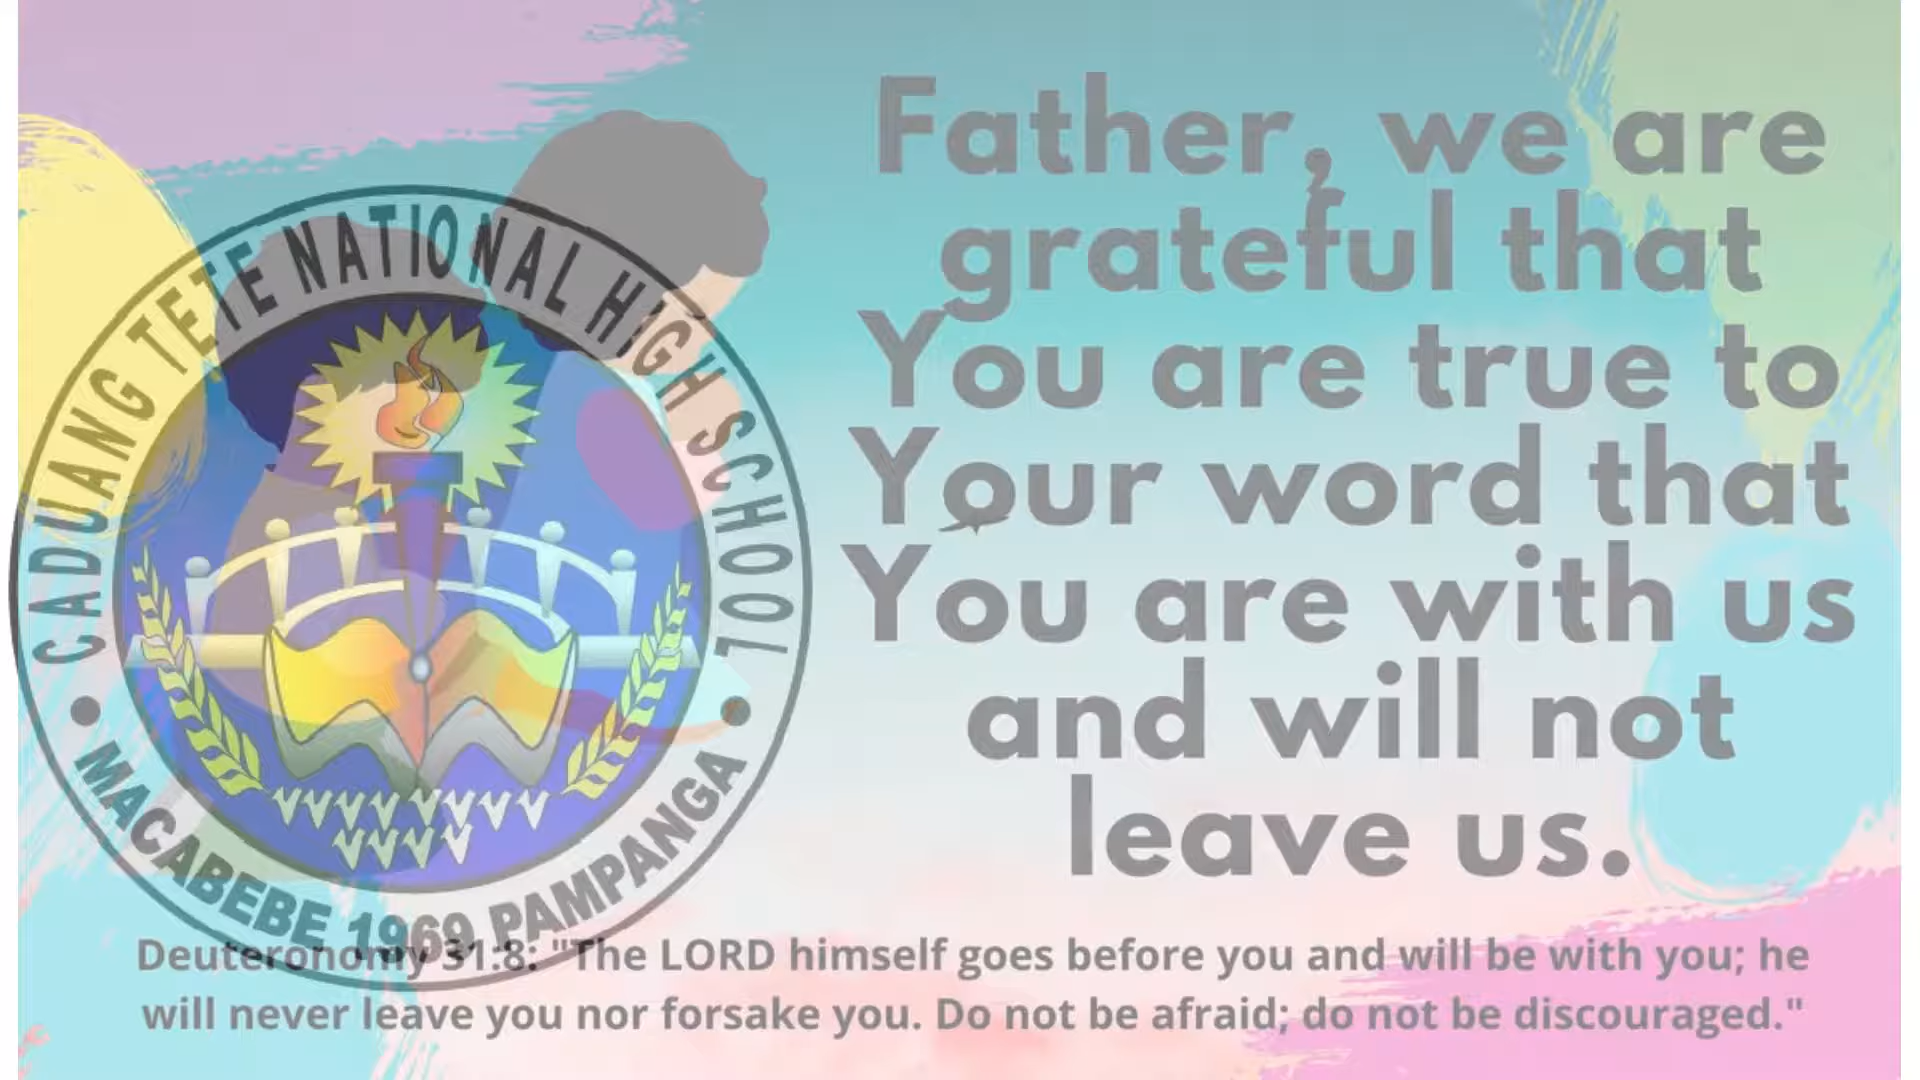 CADUANG TETE NATIONAL HIGH SCHOOL
MACABEBE 1969 PAMPANGA
Father, we are
grateful that
You are true to
Your word that
You are with us
and will not
leave us.
Deuteronomy 31:8: "The LORD himself goes before you and will be with you; he
will never leave you nor forsake you. Do not be afraid; do not be discouraged."